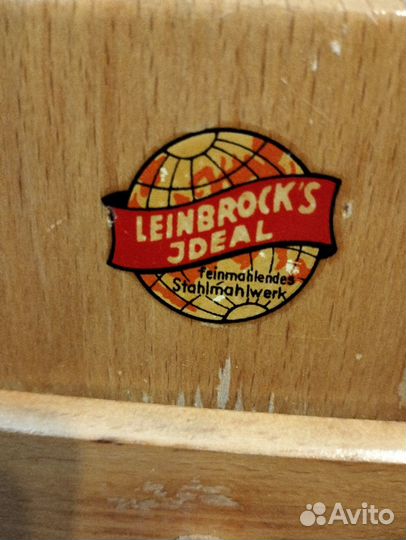 LEINBROCK'S
JDEAL
feinmahlendes
Stahlmahlwerk
Avito